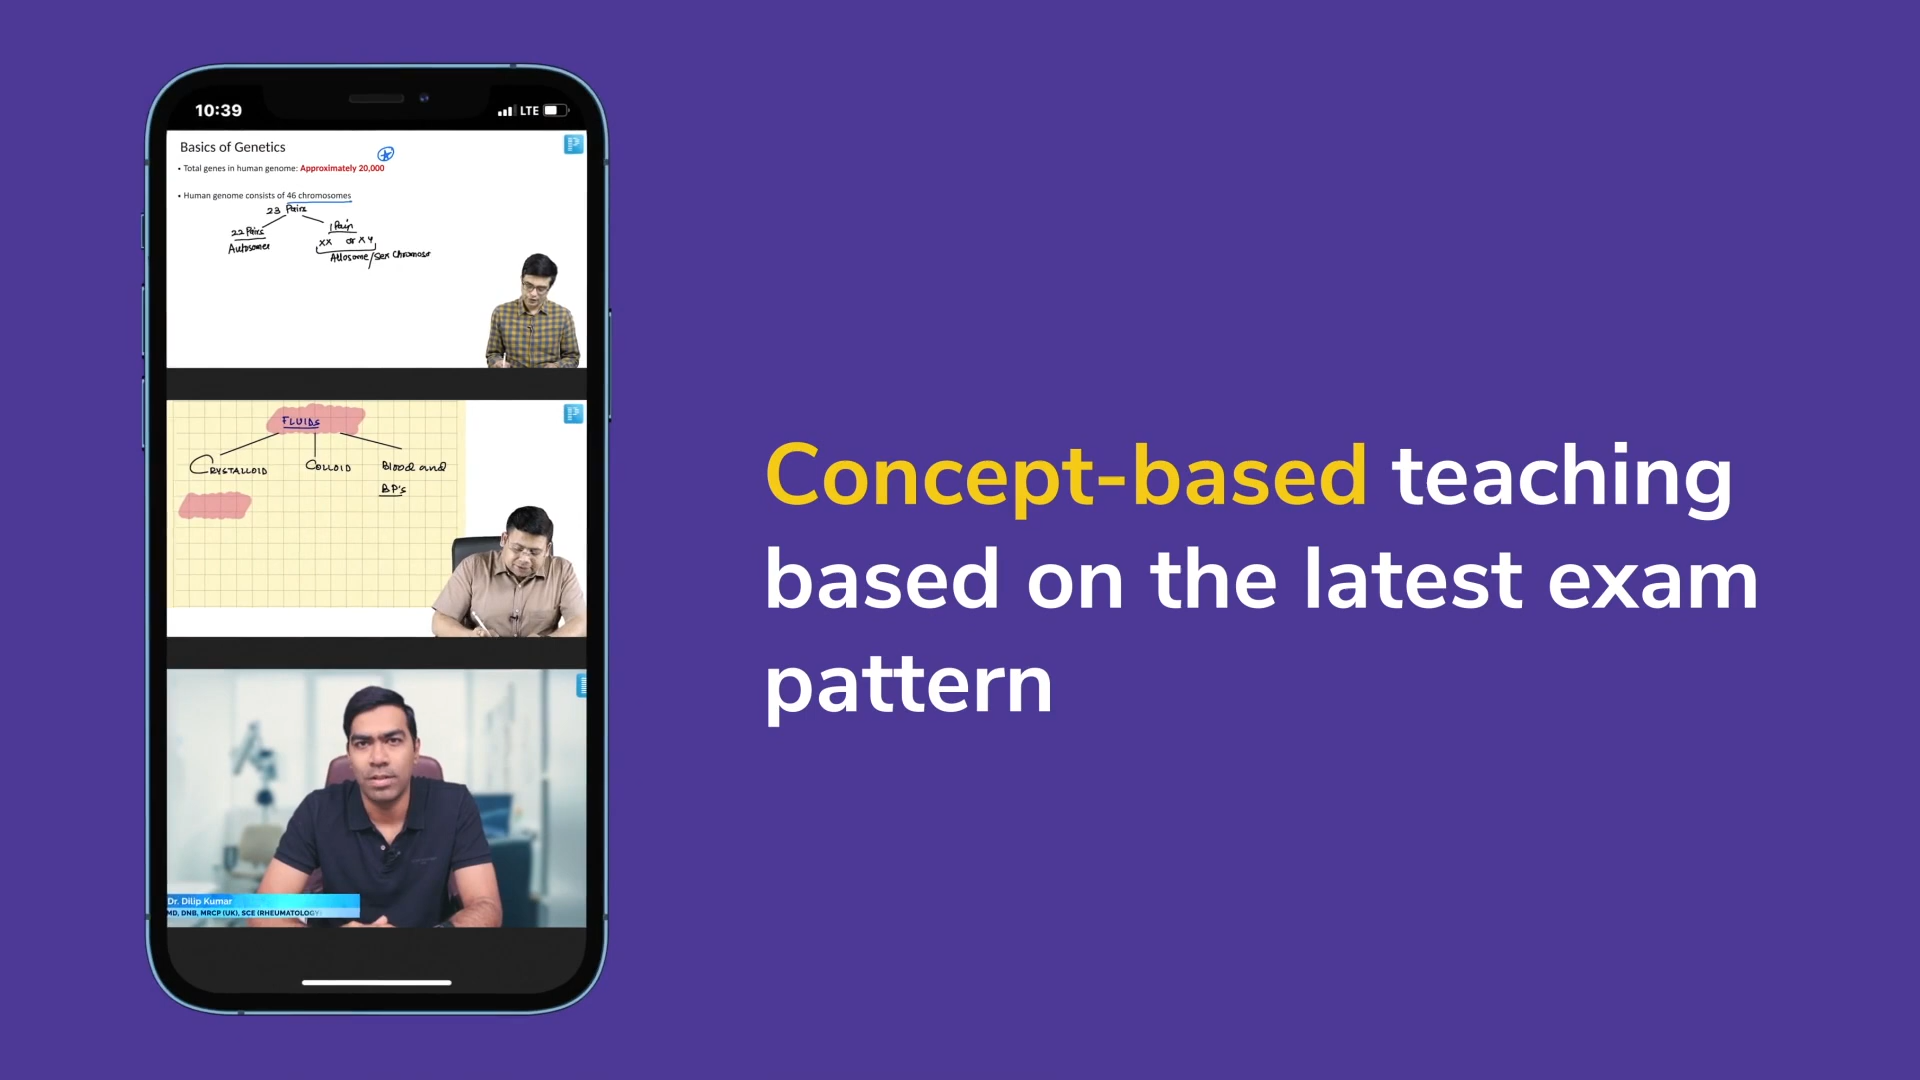 10:39
LTE
Basics of Genetics
• Total genes in human genome: Approximately 20,000
• Human genome consists of 46 chromosomes
23 Pairs
22 Pairs
1 Pair
Autosomes
XX or XY
Allosome/Sex Chromoso
FLUIDS
CRYSTALLOID
COLLOID
Blood and
BP's
Dr. Dilip Kumar
MD, DNB, MRCP (UK), SCE (RHEUMATOLOGY)
Concept-based teaching
based on the latest exam
pattern